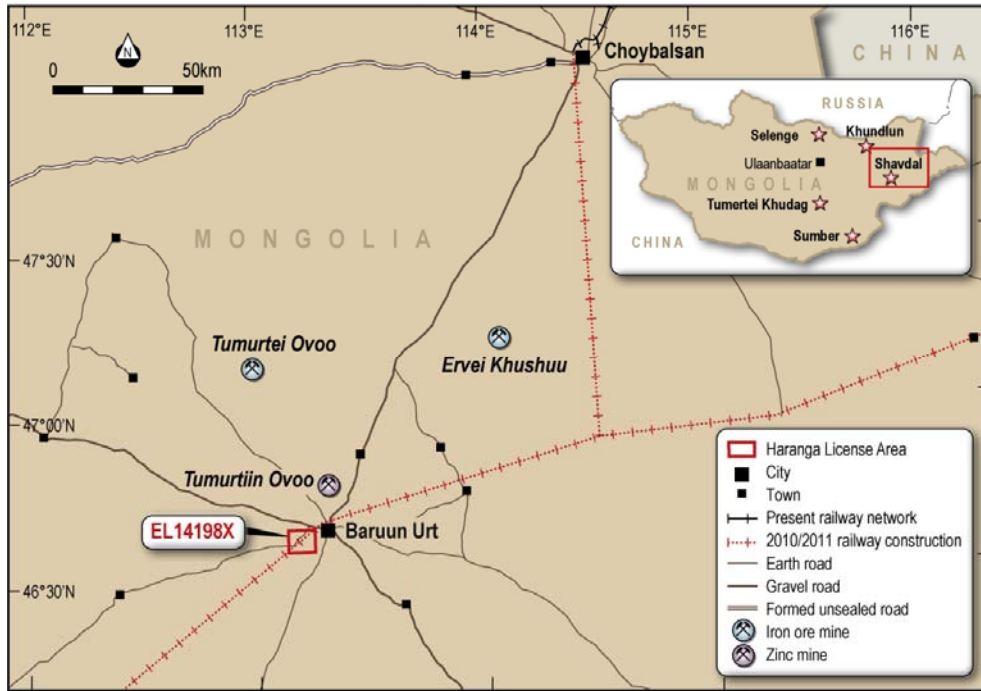 112°E
113°E
114°E
115°E
116°E
N
0
50km
Choybalsan
CHINA
RUSSIA
Selenge
Khundlun
Ulaanbaatar
Shavdal
MONGOLIA
Tumertei Khudag
CHINA
Sumber
MONGOLIA
47°30'N
Tumurtei Ovoo
Ervei Khushuu
47°00'N
Tumurtiin Ovoo
EL14198X
Baruun Urt
46°30'N
Haranga License Area
City
Town
Present railway network
2010/2011 railway construction
Earth road
Gravel road
Formed unsealed road
Iron ore mine
Zinc mine